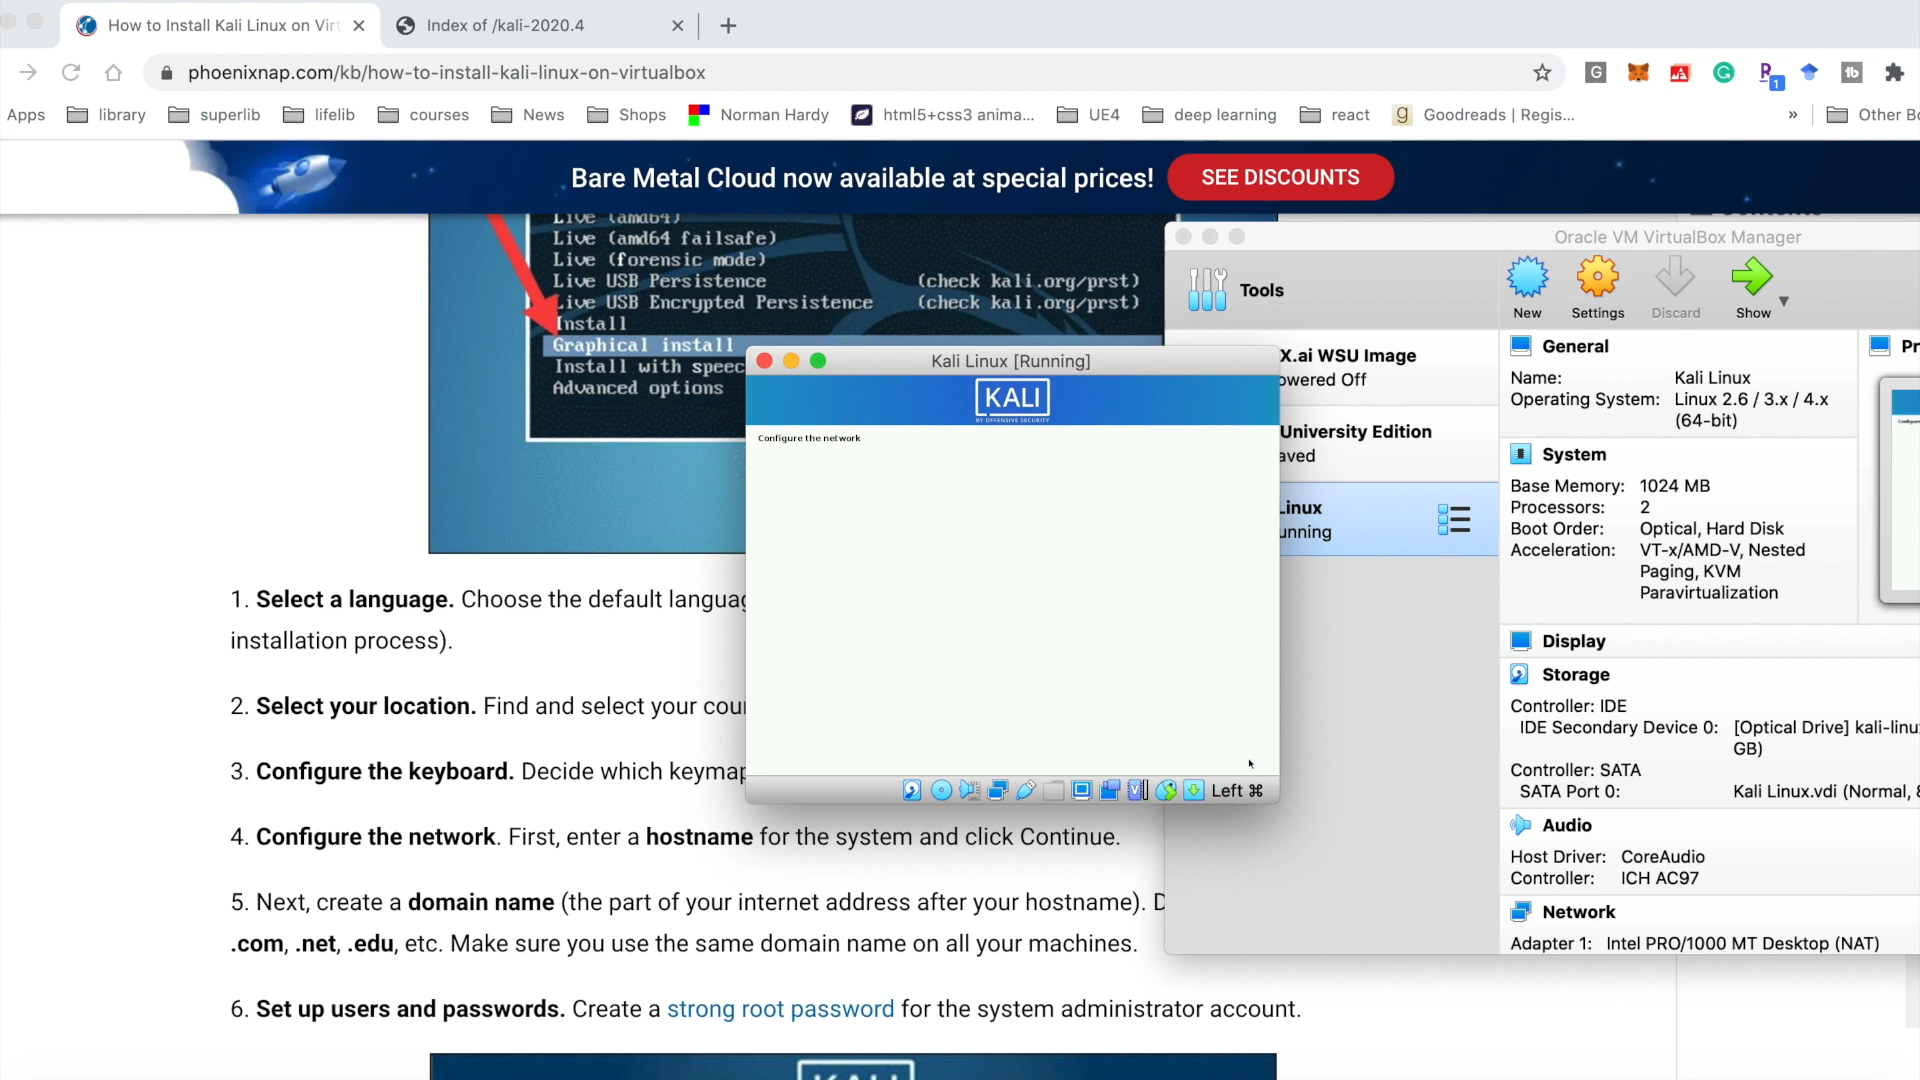 How to Install Kali Linux on Virt
Index of /kali-2020.4
phoenixnap.com/kb/how-to-install-kali-linux-on-virtualbox
1
Apps
library
superlib
lifelib
courses
News
Shops
Norman Hardy
html5+css3 anima...
UE4
deep learning
react
Goodreads | Regis...
»
Other Bo
Bare Metal Cloud now available at special prices!
SEE DISCOUNTS
Live (amd64)
Live (amd64 failsafe)
Live (forensic mode)
Live USB Persistence (check kali.org/prst)
Live USB Encrypted Persistence (check kali.org/prst)
Install
Graphical install
Install with speec
Advanced options
Kali Linux [Running]
KALI
BY OFFENSIVE SECURITY
Configure the network
Left ⌘
Oracle VM VirtualBox Manager
Tools
New
Settings
Discard
Show
X.ai WSU Image
owered Off
University Edition
aved
Linux
unning
General
Name: Kali Linux
Operating System: Linux 2.6 / 3.x / 4.x
(64-bit)
System
Base Memory: 1024 MB
Processors: 2
Boot Order: Optical, Hard Disk
Acceleration: VT-x/AMD-V, Nested
Paging, KVM
Paravirtualization
Display
Storage
Controller: IDE
IDE Secondary Device 0: [Optical Drive] kali-linu
GB)
Controller: SATA
SATA Port 0: Kali Linux.vdi (Normal, 8
Audio
Host Driver: CoreAudio
Controller: ICH AC97
Network
Adapter 1: Intel PRO/1000 MT Desktop (NAT)
Pr
1. Select a language. Choose the default languag
installation process).
2. Select your location. Find and select your cou
3. Configure the keyboard. Decide which keymap
4. Configure the network. First, enter a hostname for the system and click Continue.
5. Next, create a domain name (the part of your internet address after your hostname). D
.com, .net, .edu, etc. Make sure you use the same domain name on all your machines.
6. Set up users and passwords. Create a strong root password for the system administrator account.
KALI